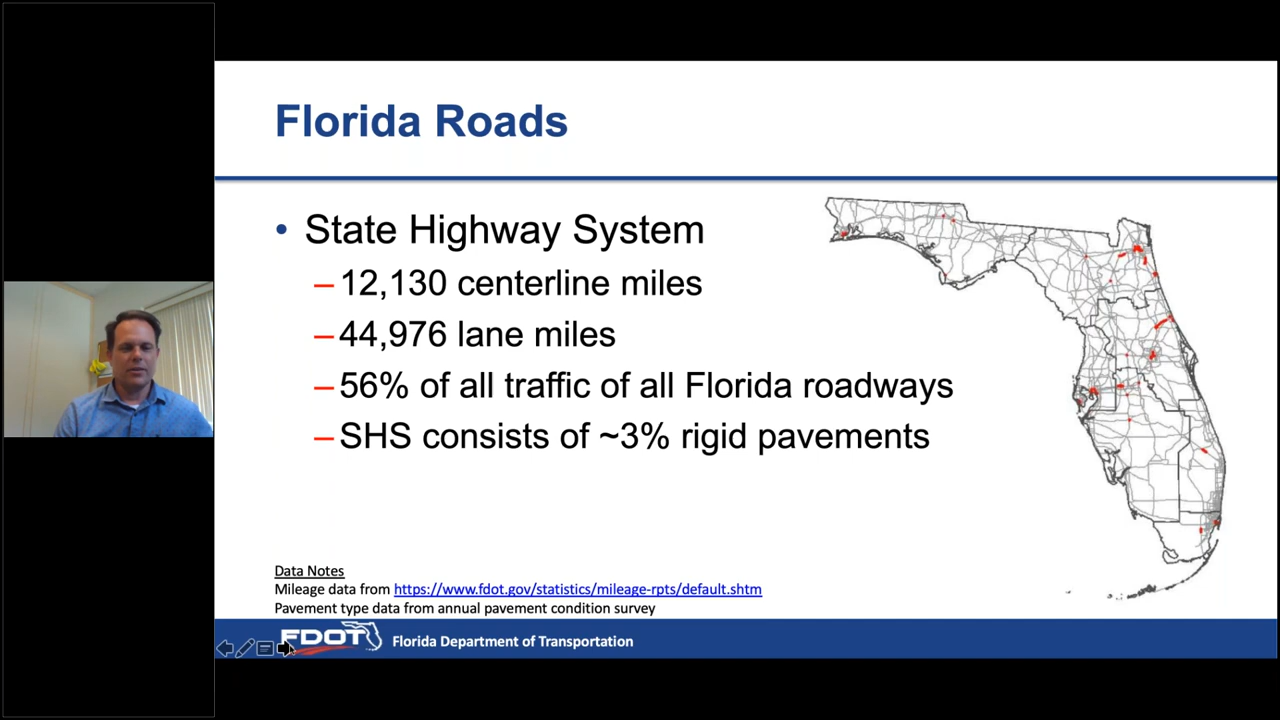 Florida Roads
• State Highway System
–12,130 centerline miles
–44,976 lane miles
–56% of all traffic of all Florida roadways
–SHS consists of ~3% rigid pavements
Data Notes
Mileage data from https://www.fdot.gov/statistics/mileage-rpts/default.shtm
Pavement type data from annual pavement condition survey
FDOT Florida Department of Transportation